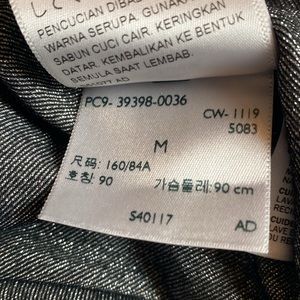 PENCUCIAN DIBA
WARNA SERUPA. GUNAKA
SABUN CUCI CAIR. KERINGKAN
DATAR. KEMBALIKAN KE BENTUK
SEMULA SAAT LEMBAB.
PC9- 39398-0036
CW-1119
5083
M
尺码: 160/84A
호칭: 90 가슴둘레: 90 cm
S40117 AD